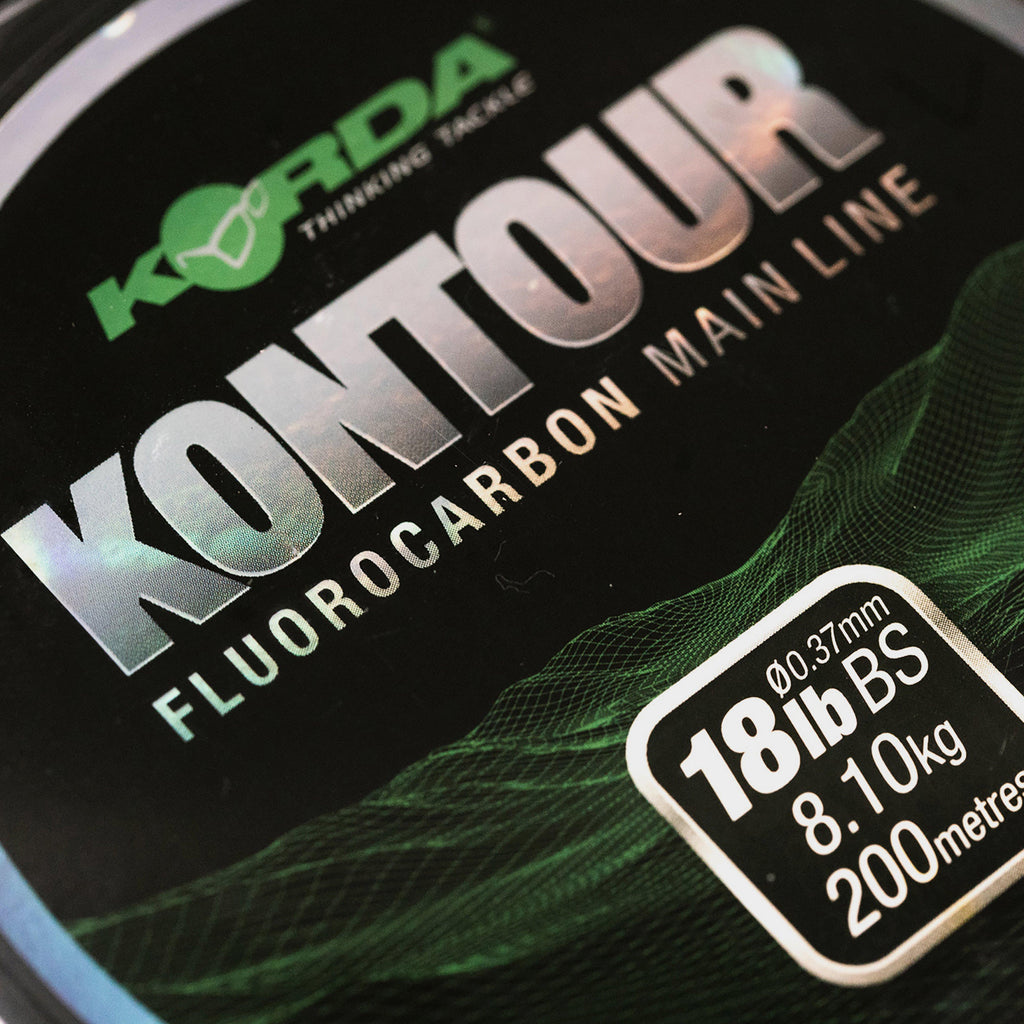 KORDA
THINKING TACKLE
KONTOUR
FLUOROCARBON MAIN LINE
Ø0.37mm
18lb BS
8.10kg
200metres